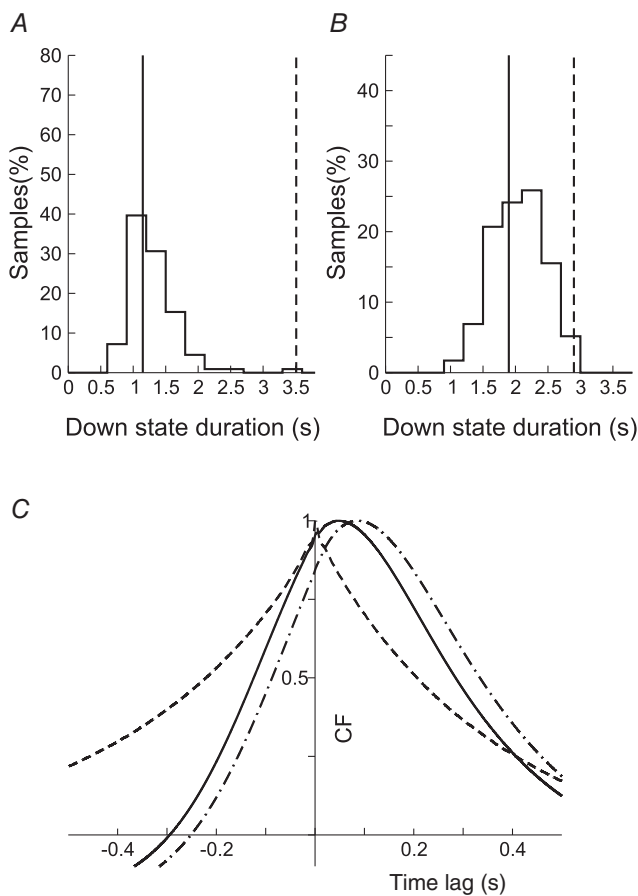 A
B
80
70
60
50
40
30
20
10
0
Samples(%)
0 0.5 1 1.5 2 2.5 3 3.5
Down state duration (s)
40
30
20
10
0
Samples(%)
0 0.5 1 1.5 2 2.5 3 3.5
Down state duration (s)
C
1
0.5
CF
-0.4 -0.2 0.2 0.4
Time lag (s)